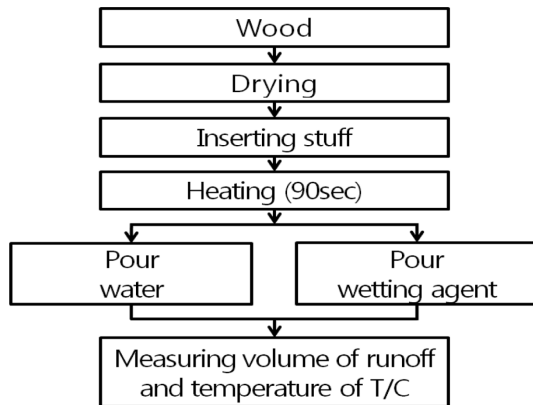 Wood
Drying
Inserting stuff
Heating (90sec)
Pour
water
Pour
wetting agent
Measuring volume of runoff
and temperature of T/C